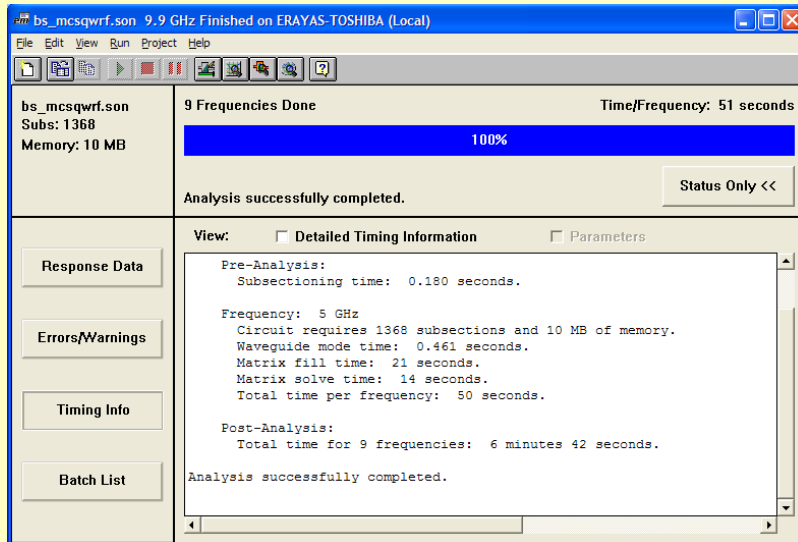 em bs_mcsqwrf.son 9.9 GHz Finished on ERAYAS-TOSHIBA (Local)
File Edit View Run Project Help
bs_mcsqwrf.son
Subs: 1368
Memory: 10 MB
9 Frequencies Done
Time/Frequency: 51 seconds
100%
Analysis successfully completed.
Status Only <<
View:
Detailed Timing Information
Parameters
Response Data
Errors/Warnings
Timing Info
Batch List
Pre-Analysis:
Subsectioning time: 0.180 seconds.
Frequency: 5 GHz
Circuit requires 1368 subsections and 10 MB of memory.
Waveguide mode time: 0.461 seconds.
Matrix fill time: 21 seconds.
Matrix solve time: 14 seconds.
Total time per frequency: 50 seconds.
Post-Analysis:
Total time for 9 frequencies: 6 minutes 42 seconds.
Analysis successfully completed.